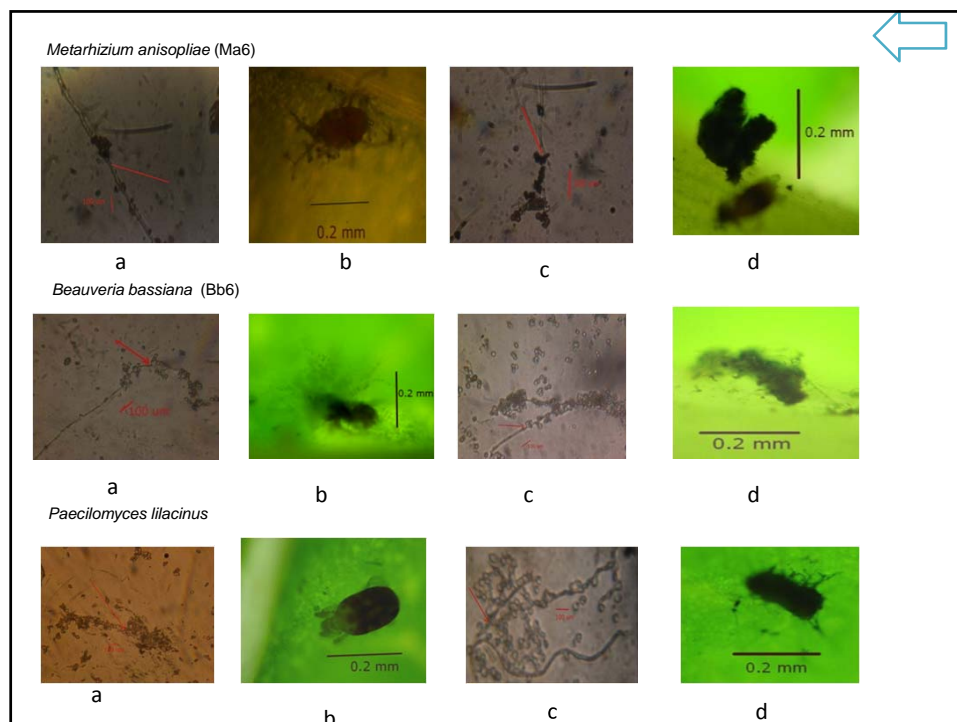 Metarhizium anisopliae (Ma6)
0.2 mm
0.2 mm
a
b
c
d
Beauveria bassiana (Bb6)
100 um
0.2 mm
0.2 mm
a
b
c
d
Paecilomyces lilacinus
0.2 mm
0.2 mm
a
b
c
d